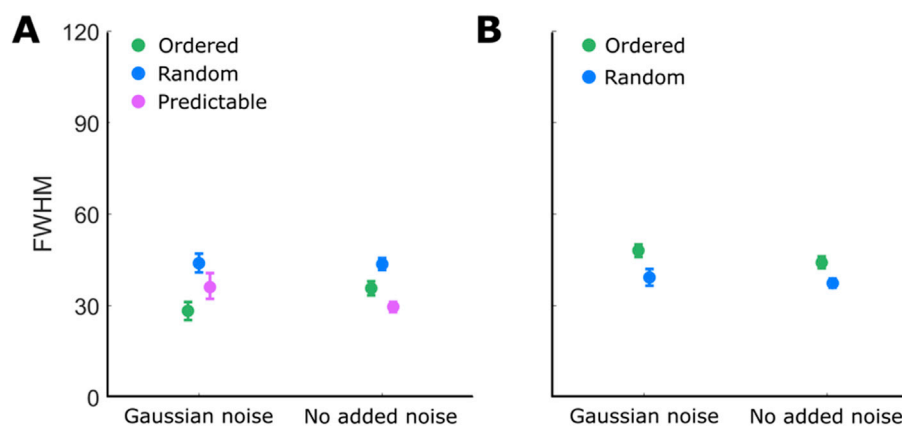 A
Ordered
Random
Predictable
FWHM
120
90
60
30
0
Gaussian noise
No added noise
B
Ordered
Random
Gaussian noise
No added noise